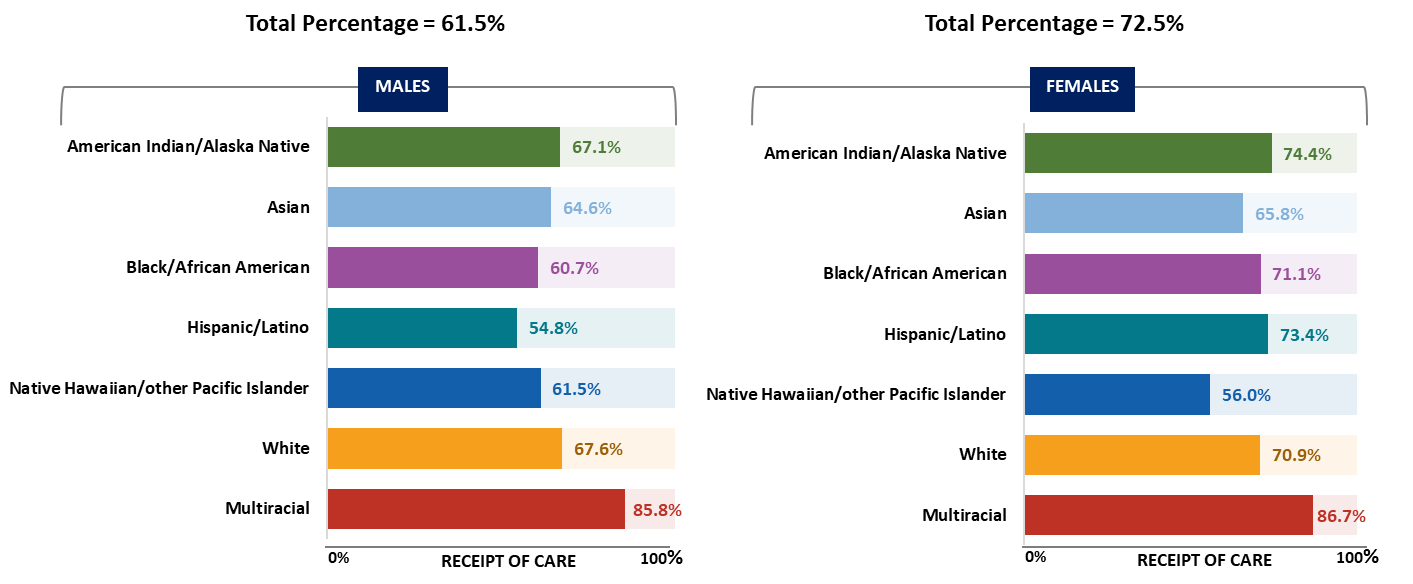 Total Percentage = 61.5%
MALES
American Indian/Alaska Native 67.1%
Asian 64.6%
Black/African American 60.7%
Hispanic/Latino 54.8%
Native Hawaiian/other Pacific Islander 61.5%
White 67.6%
Multiracial 85.8%
0% RECEIPT OF CARE 100%
Total Percentage = 72.5%
FEMALES
American Indian/Alaska Native 74.4%
Asian 65.8%
Black/African American 71.1%
Hispanic/Latino 73.4%
Native Hawaiian/other Pacific Islander 56.0%
White 70.9%
Multiracial 86.7%
0% RECEIPT OF CARE 100%